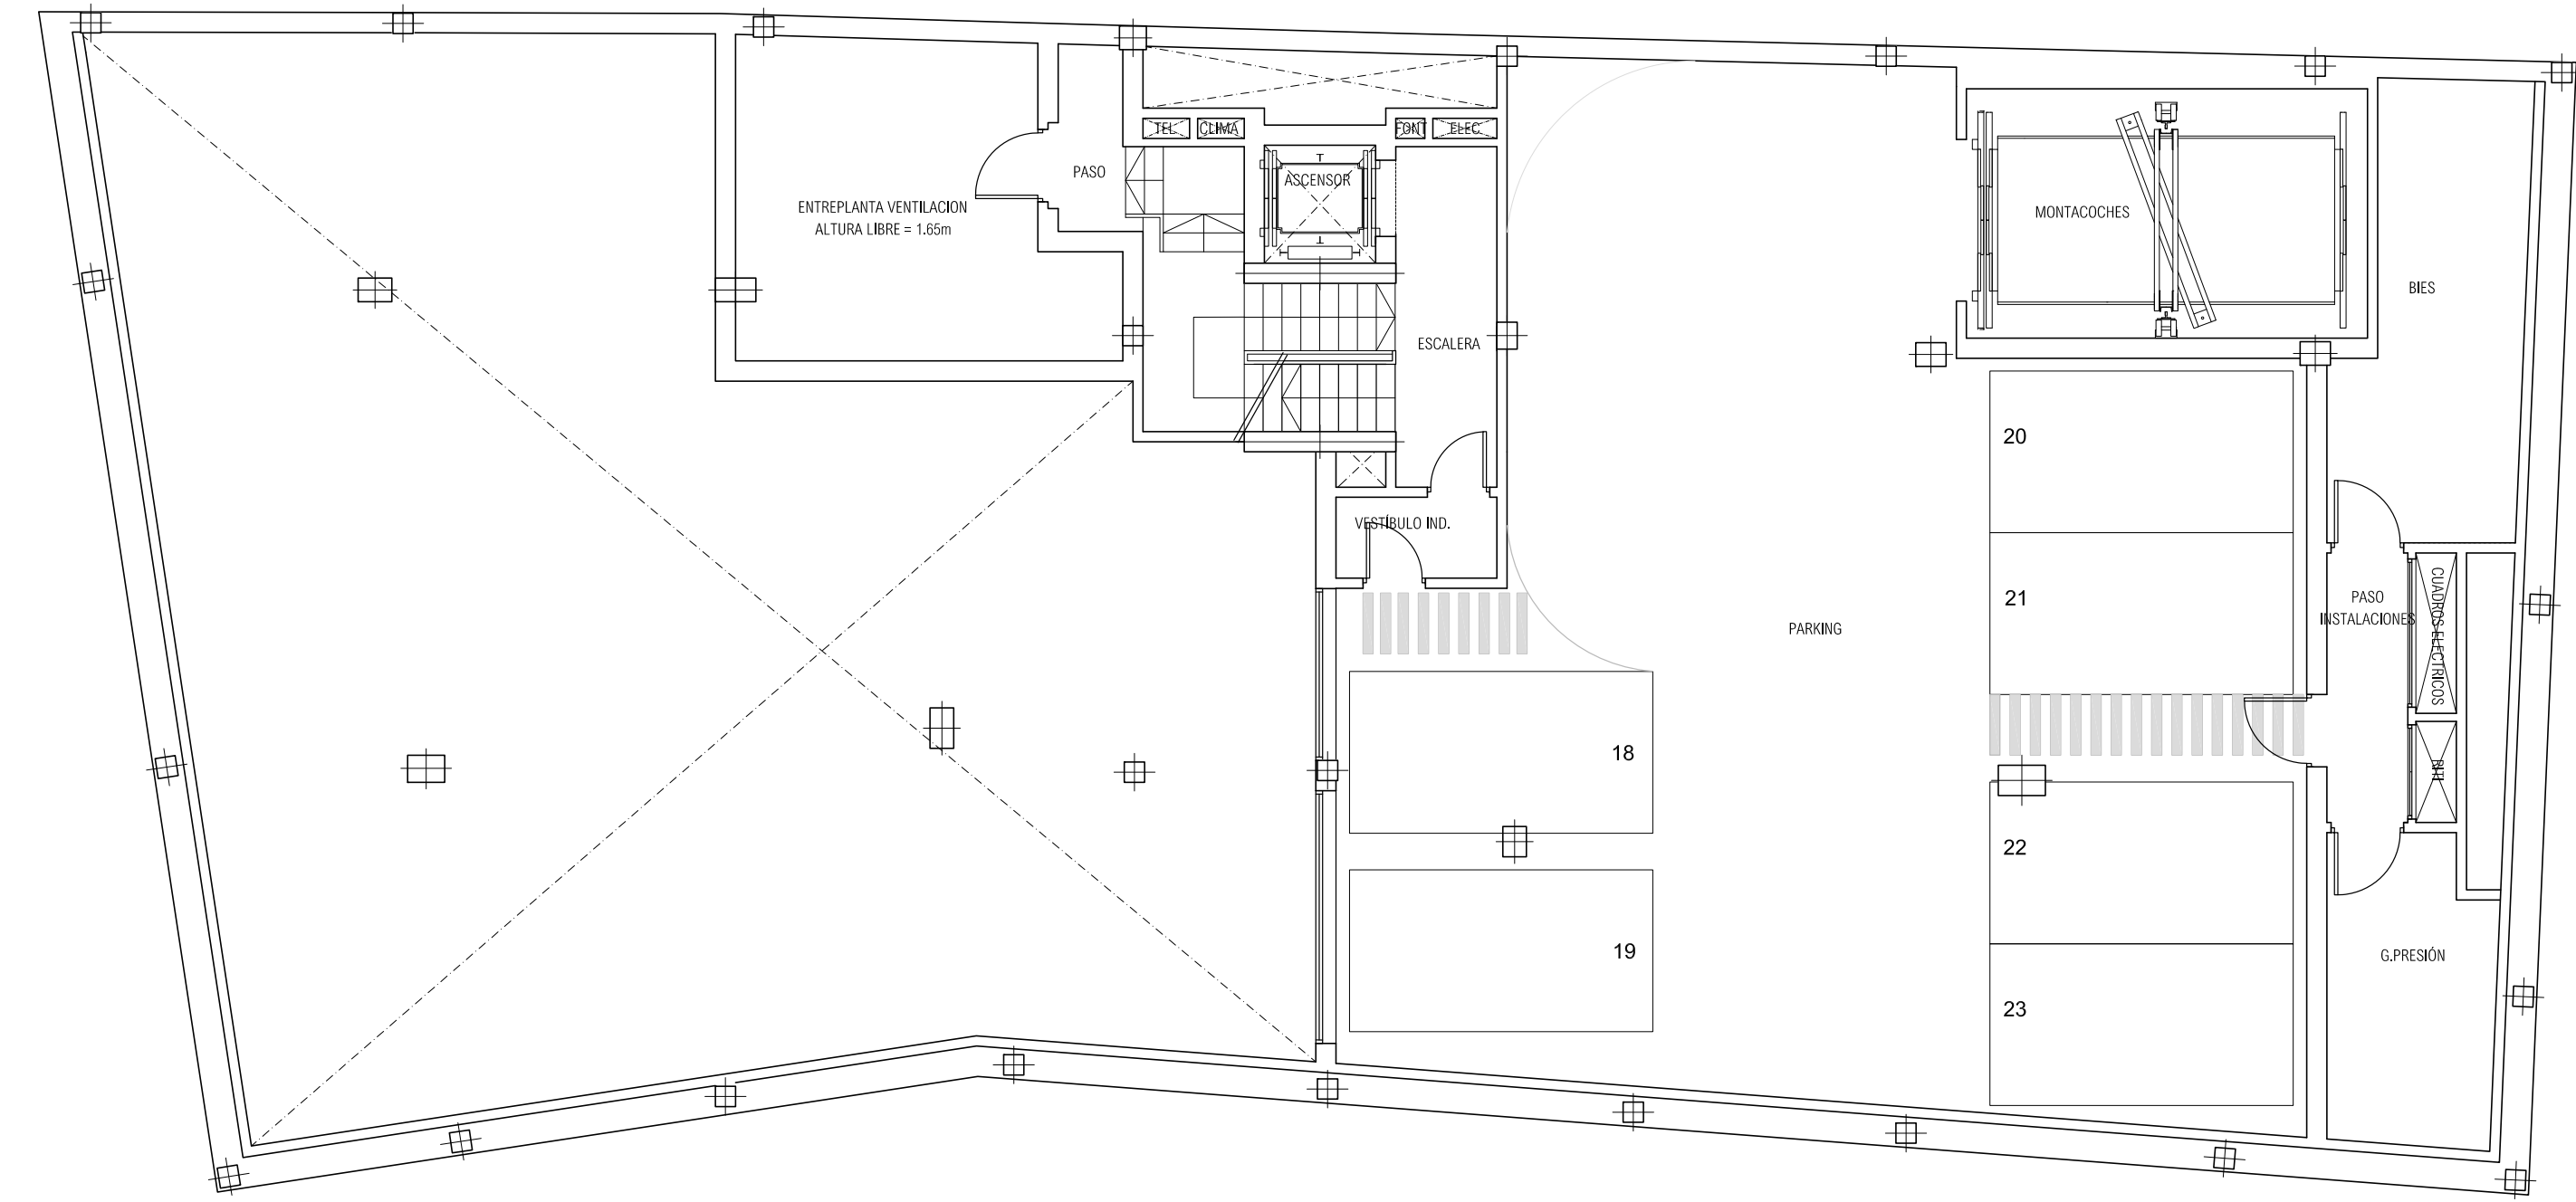 TEL
CLIMA
FONT
ELEC
PASO
ASCENSOR
ENTREPLANTA VENTILACION
ALTURA LIBRE = 1.65m
MONTACOCHES
BIES
ESCALERA
20
VESTÍBULO IND.
21
PASO
INSTALACIONES
CUADROS ELECTRICOS
PARKING
18
RITI
22
19
G.PRESIÓN
23